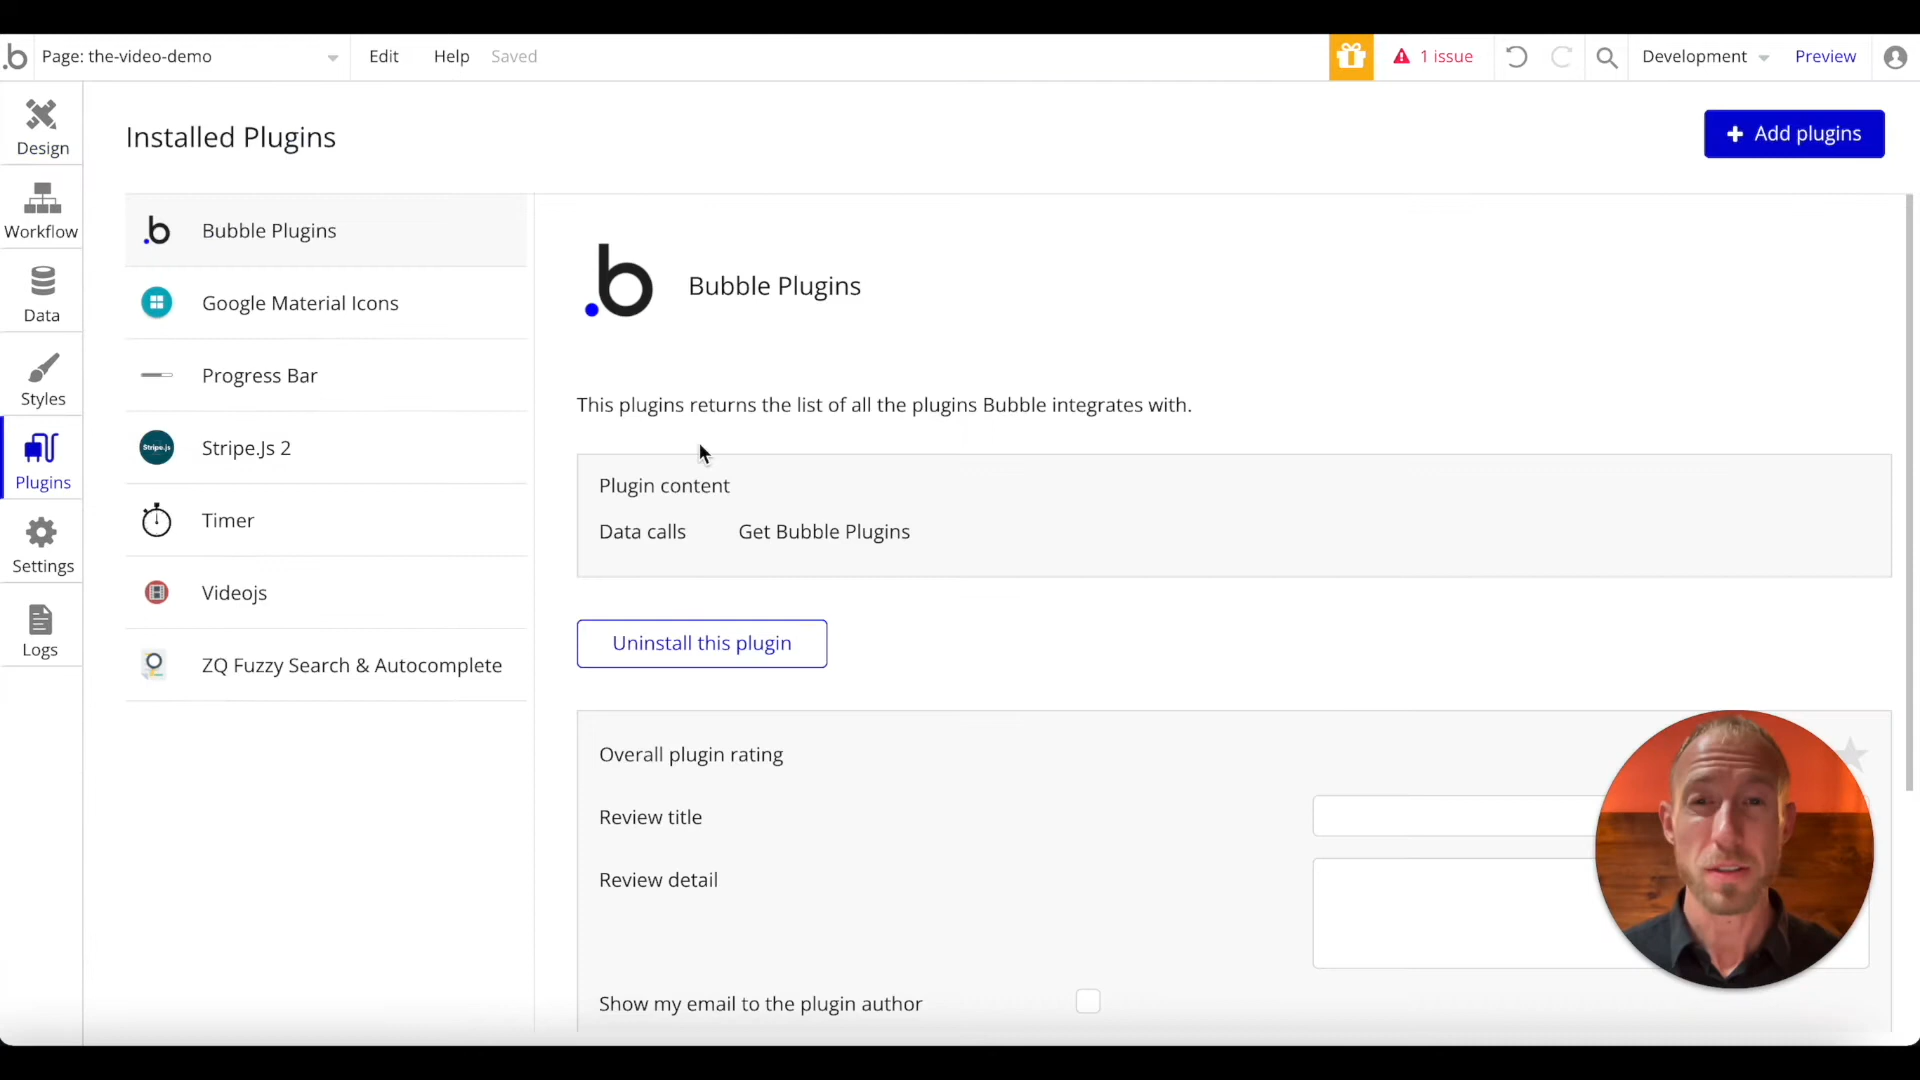 Page: the-video-demo
Edit
Help
Saved
1 issue
Development
Preview
Design
Workflow
Data
Styles
Plugins
Settings
Logs
Installed Plugins
+ Add plugins
Bubble Plugins
Google Material Icons
Progress Bar
Stripe.js
Stripe.Js 2
Timer
Videojs
ZQ Fuzzy Search & Autocomplete
Bubble Plugins
This plugins returns the list of all the plugins Bubble integrates with.
Plugin content
Data calls Get Bubble Plugins
Uninstall this plugin
Overall plugin rating
Review title
Review detail
Show my email to the plugin author